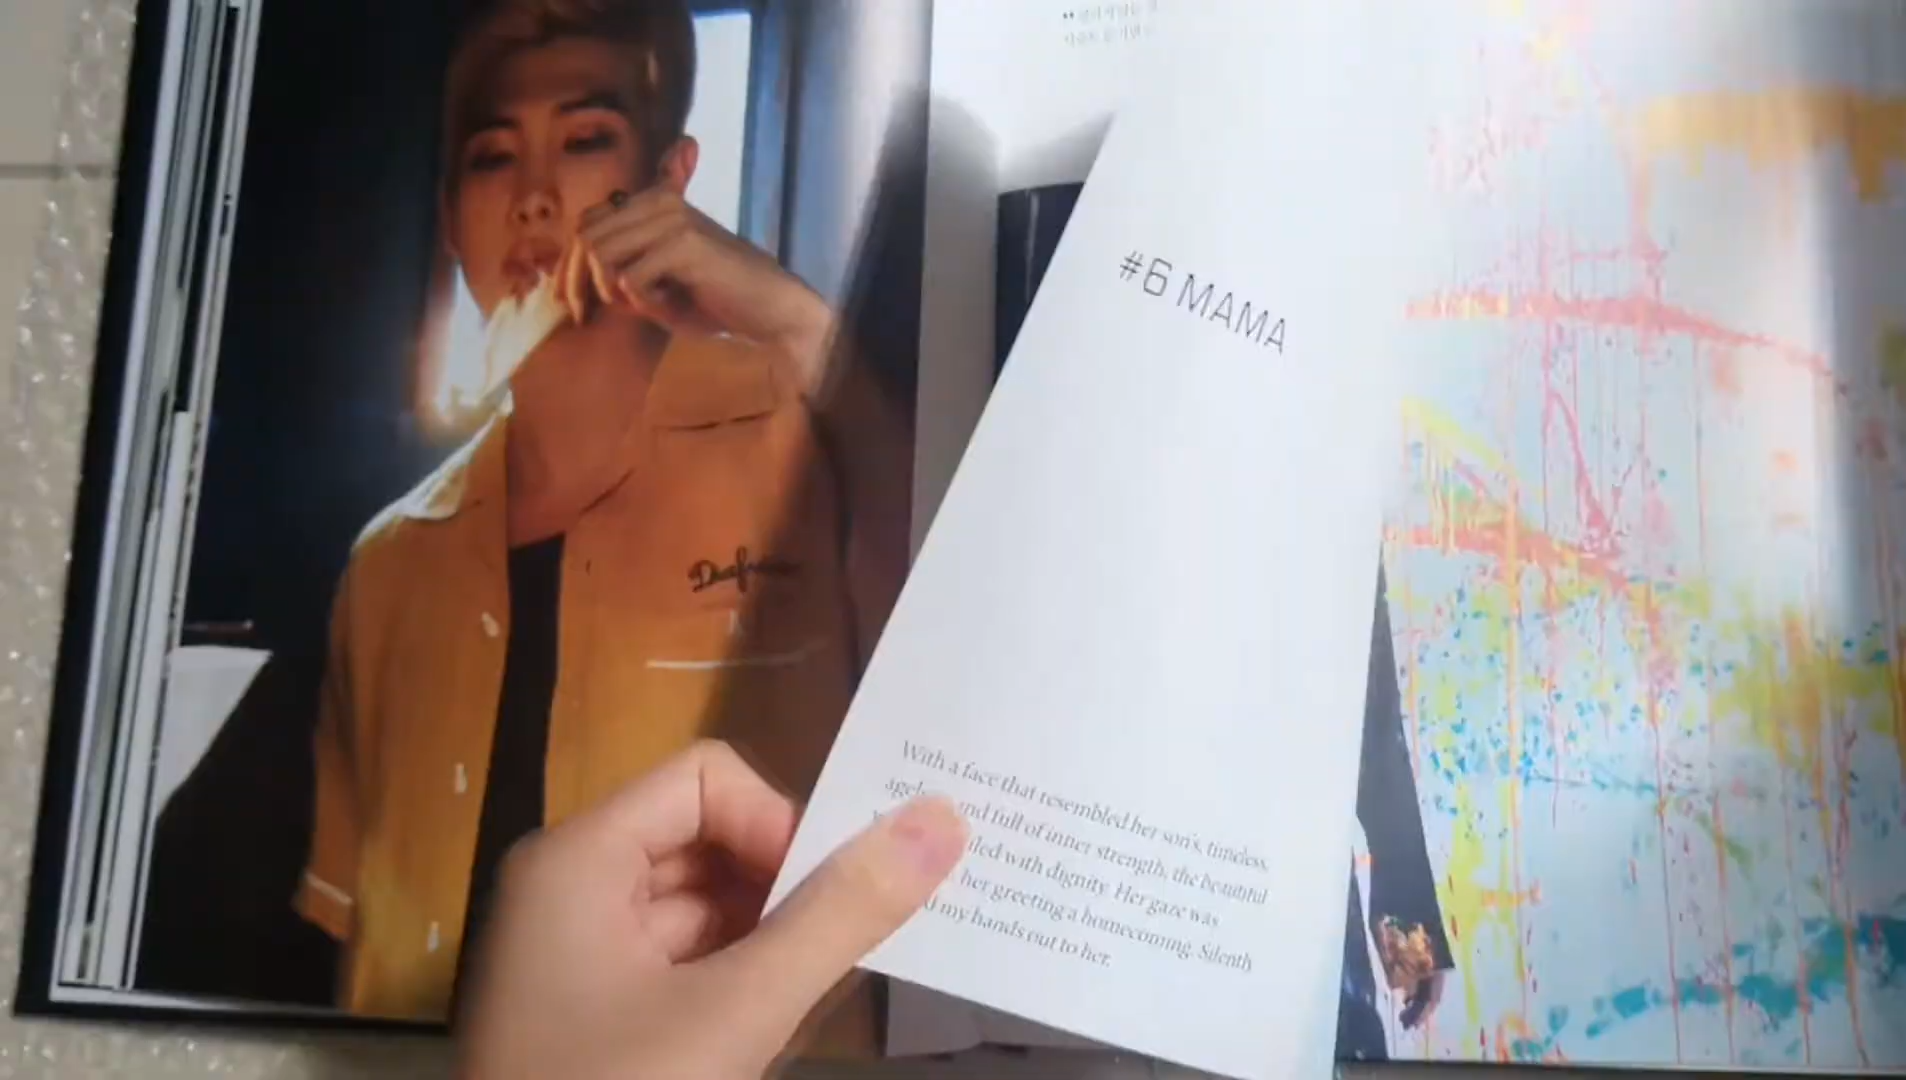 #6 MAMA
With a face that resembled her son's, timeless,
and full of inner strength, the beautiful
with dignity. Her gaze was
her greeting a homecoming. Silently
my hands out to her.